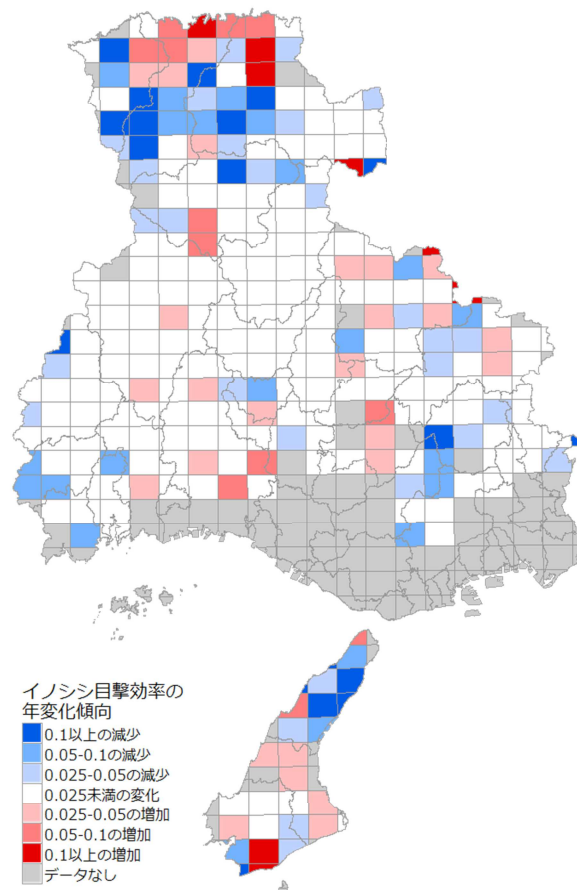 イノシシ目撃効率の
年変化傾向
0.1以上の減少
0.05-0.1の減少
0.025-0.05の減少
0.025未満の変化
0.025-0.05の増加
0.05-0.1の増加
0.1以上の増加
データなし